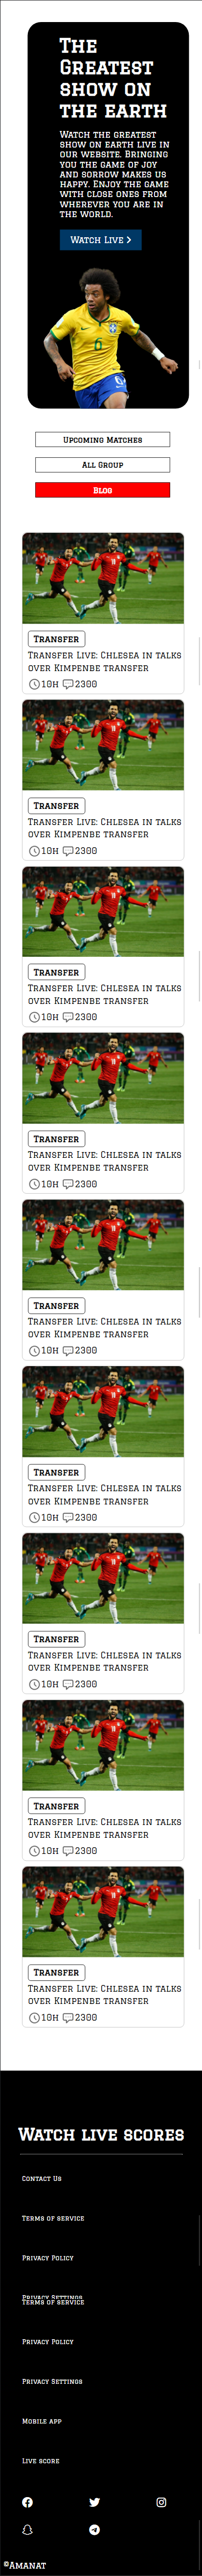 The
Greatest
show on
the earth
Watch the greatest
show on earth live in
our website. Bringing
you the game of joy
and sorrow makes us
happy. Enjoy the game
with close ones from
wherever you are in
the world.
Watch Live >
6
Upcoming Matches
All Group
Blog
Transfer
Transfer Live: Chlesea in talks
over Kimpenbe transfer
10h 2300
Transfer
Transfer Live: Chlesea in talks
over Kimpenbe transfer
10h 2300
Transfer
Transfer Live: Chlesea in talks
over Kimpenbe transfer
10h 2300
Transfer
Transfer Live: Chlesea in talks
over Kimpenbe transfer
10h 2300
Transfer
Transfer Live: Chlesea in talks
over Kimpenbe transfer
10h 2300
Transfer
Transfer Live: Chlesea in talks
over Kimpenbe transfer
10h 2300
Transfer
Transfer Live: Chlesea in talks
over Kimpenbe transfer
10h 2300
Transfer
Transfer Live: Chlesea in talks
over Kimpenbe transfer
10h 2300
Transfer
Transfer Live: Chlesea in talks
over Kimpenbe transfer
10h 2300
Watch live scores
Contact Us
Terms of service
Privacy Policy
Privacy Settings
Terms of service
Privacy Policy
Privacy Settings
Mobile app
Live score
©Amanat